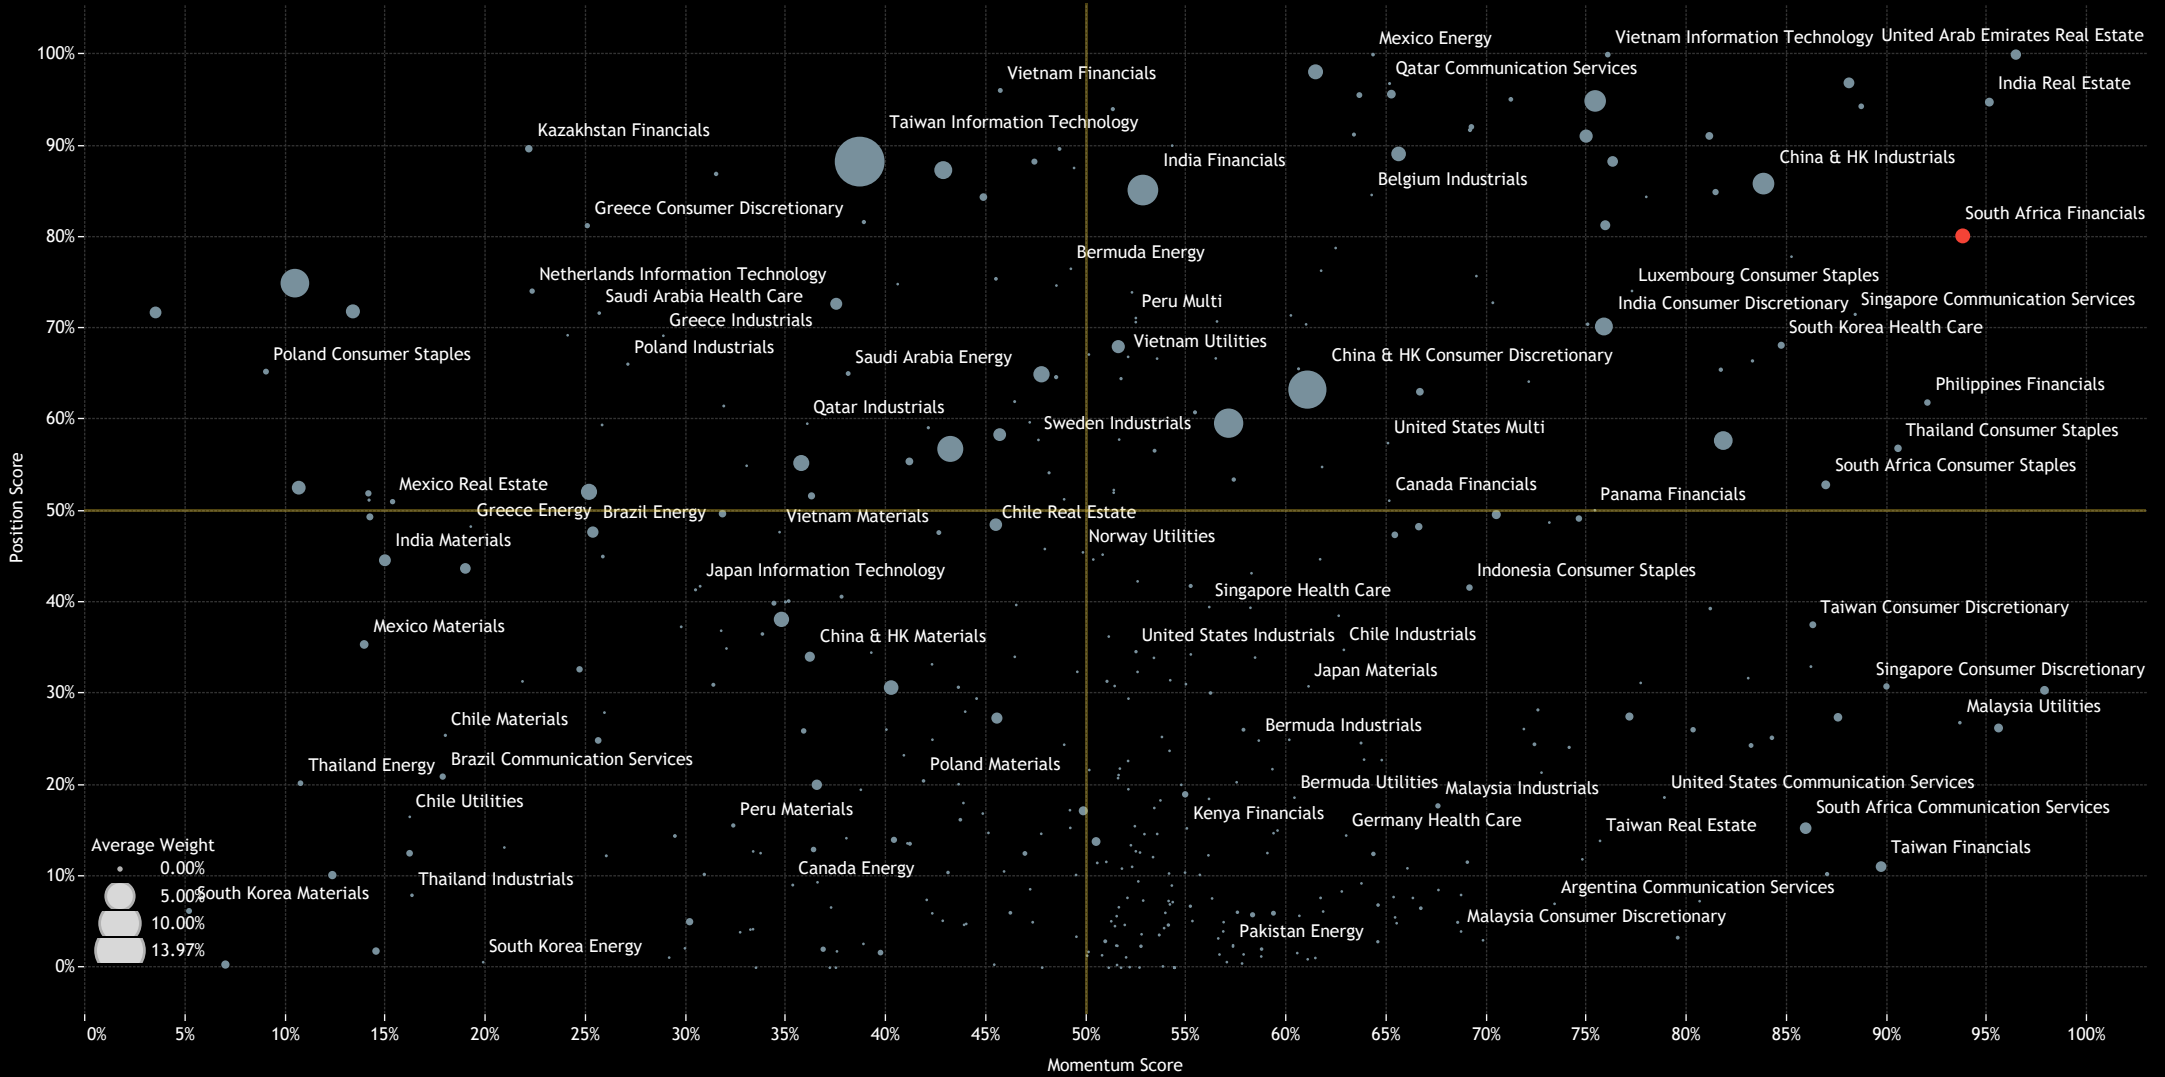 Mexico Energy
Vietnam Information Technology
United Arab Emirates Real Estate
100%
Vietnam Financials
Qatar Communication Services
India Real Estate
Kazakhstan Financials
Taiwan Information Technology
90%
India Financials
China & HK Industrials
Belgium Industrials
Greece Consumer Discretionary
South Africa Financials
80%
Bermuda Energy
Netherlands Information Technology
Luxembourg Consumer Staples
Saudi Arabia Health Care
Peru Multi
India Consumer Discretionary
Singapore Communication Services
Greece Industrials
70%
South Korea Health Care
Poland Industrials
Vietnam Utilities
Poland Consumer Staples
Saudi Arabia Energy
China & HK Consumer Discretionary
Philippines Financials
Qatar Industrials
60%
Sweden Industrials
United States Multi
Thailand Consumer Staples
South Africa Consumer Staples
Mexico Real Estate
Canada Financials
Panama Financials
50%
Greece Energy
Brazil Energy
Vietnam Materials
Chile Real Estate
India Materials
Norway Utilities
Japan Information Technology
Indonesia Consumer Staples
Singapore Health Care
40%
Taiwan Consumer Discretionary
Mexico Materials
China & HK Materials
United States Industrials
Chile Industrials
Japan Materials
Singapore Consumer Discretionary
30%
Malaysia Utilities
Chile Materials
Bermuda Industrials
Thailand Energy
Brazil Communication Services
Poland Materials
20%
Bermuda Utilities
Malaysia Industrials
United States Communication Services
Chile Utilities
Peru Materials
Kenya Financials
Germany Health Care
South Africa Communication Services
Taiwan Real Estate
Taiwan Financials
Canada Energy
10%
Thailand Industrials
Argentina Communication Services
South Korea Materials
Malaysia Consumer Discretionary
Pakistan Energy
South Korea Energy
0%
Average Weight
0.00%
5.00%
10.00%
13.97%
Position Score
0% 5% 10% 15% 20% 25% 30% 35% 40% 45% 50% 55% 60% 65% 70% 75% 80% 85% 90% 95% 100%
Momentum Score